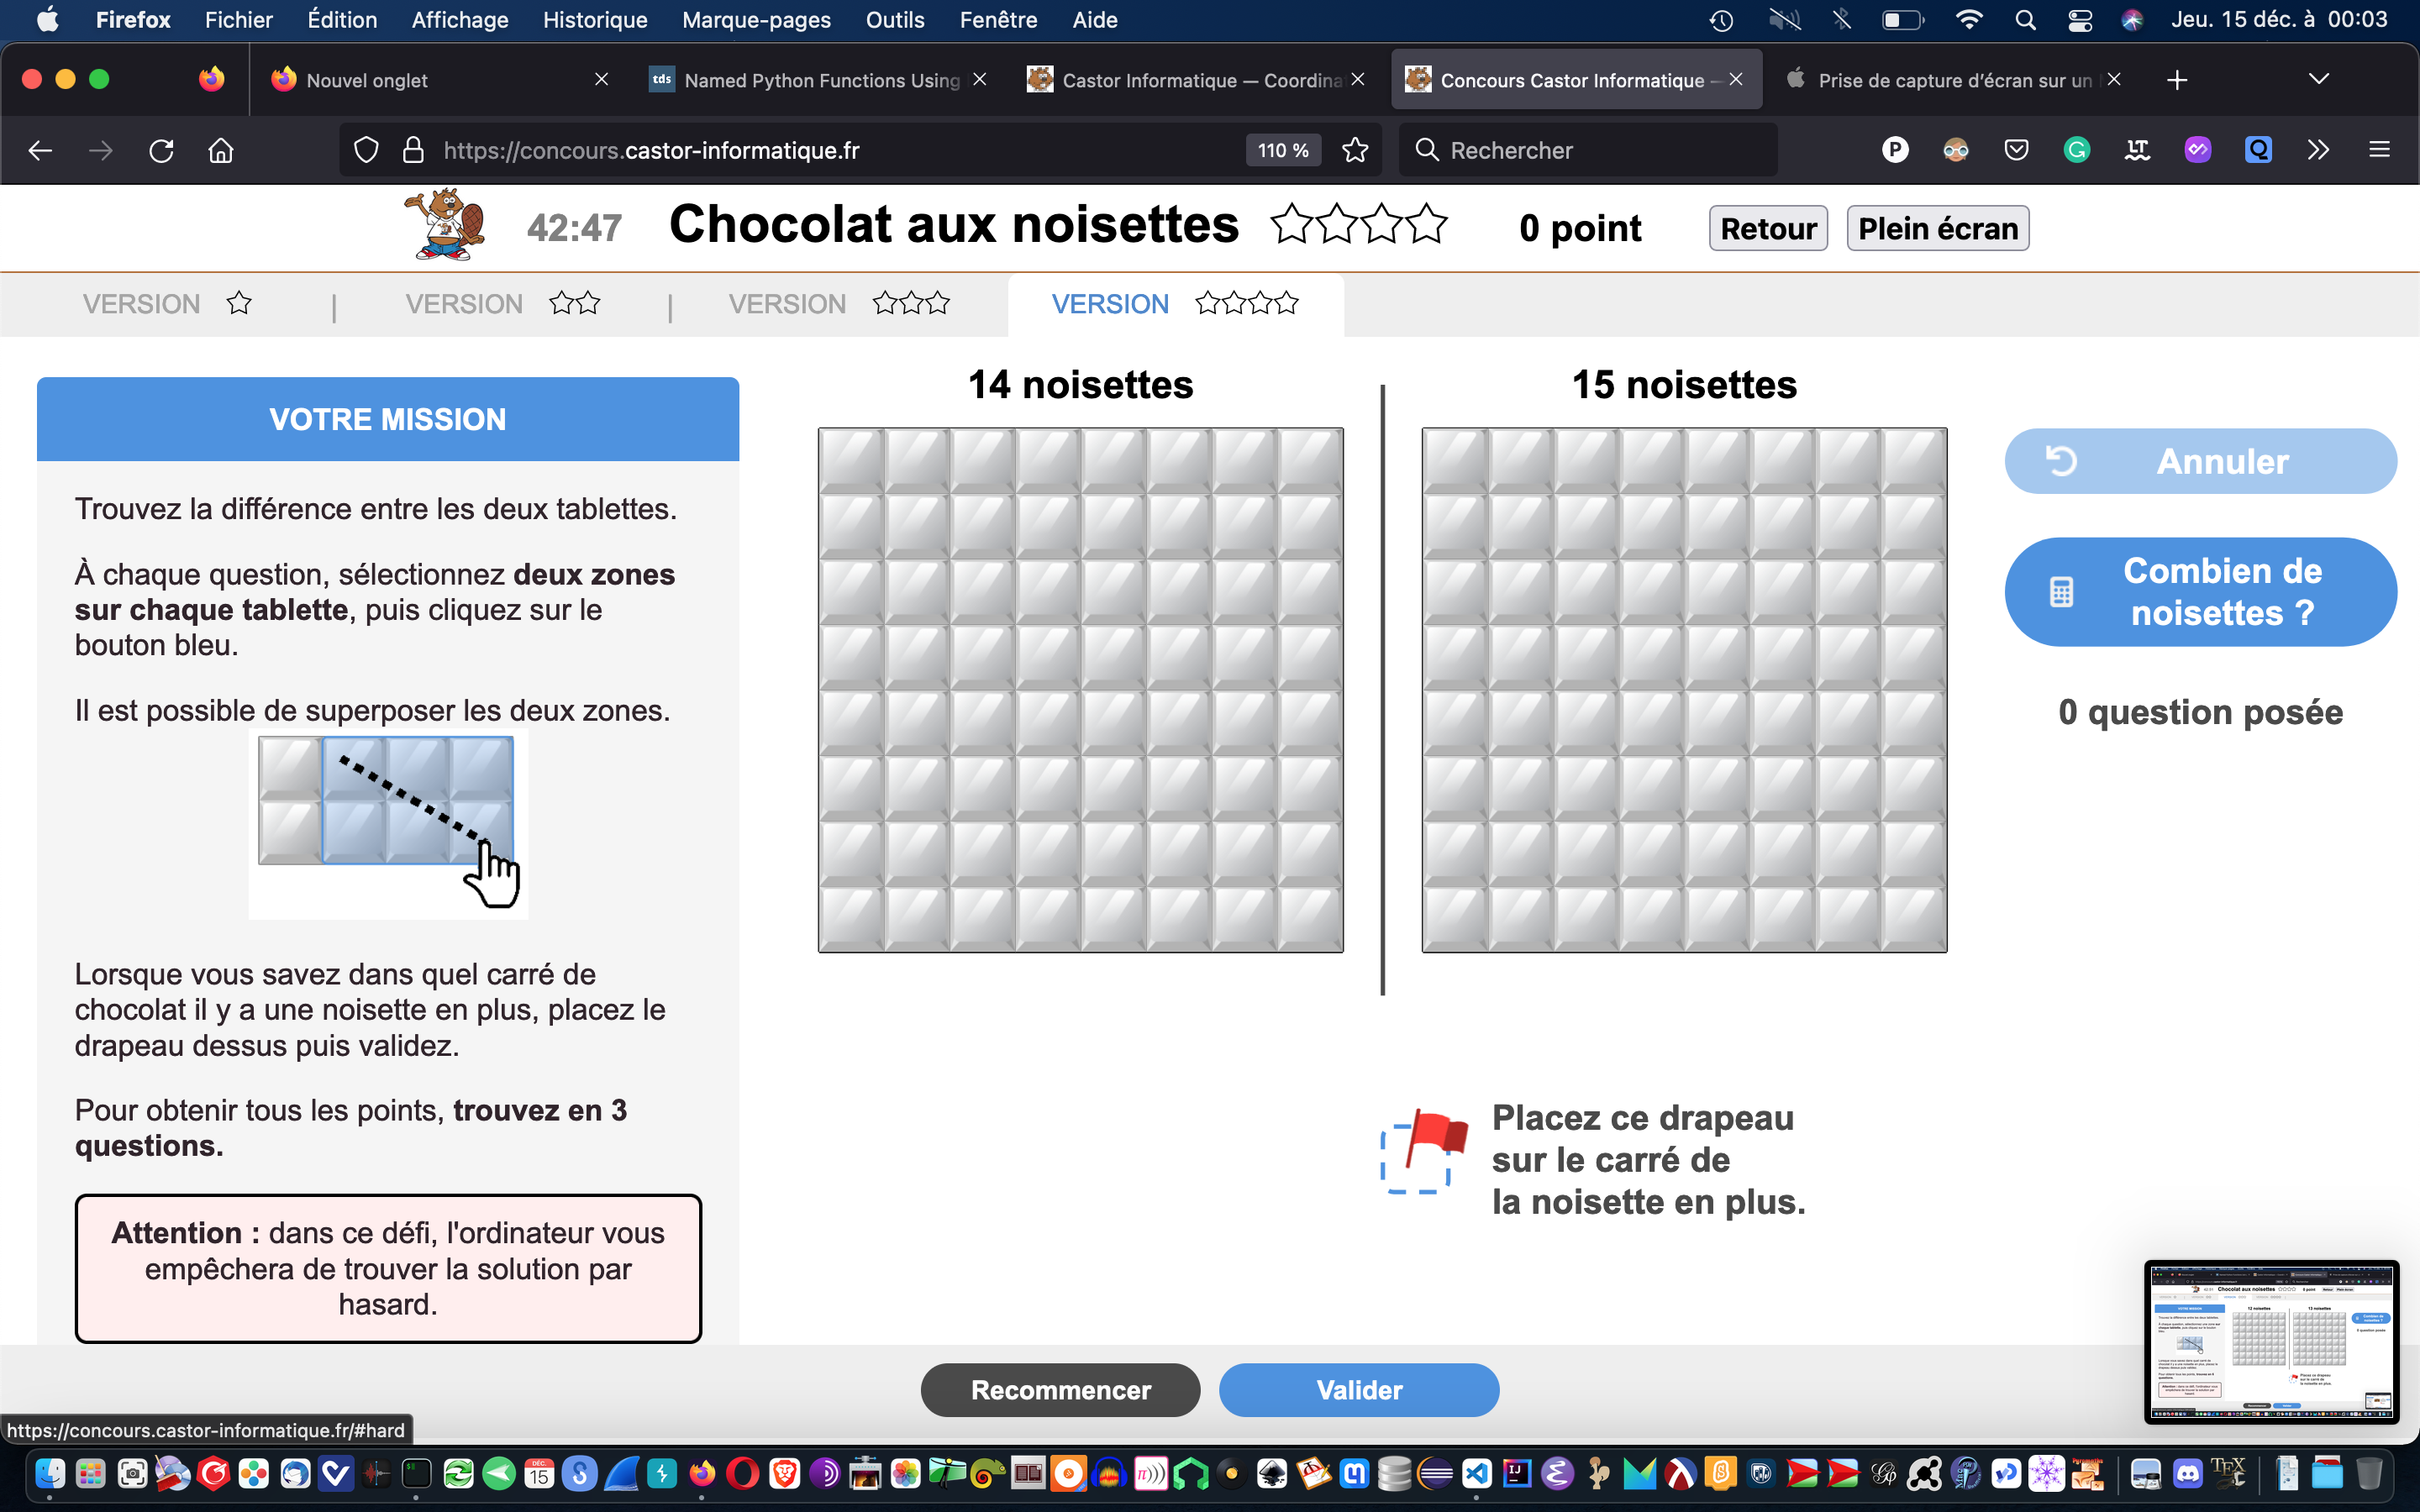 Firefox Fichier Édition Affichage Historique Marque-pages Outils Fenêtre Aide Jeu. 15 déc. à 00:03
Nouvel onglet
tds Named Python Functions Using
Castor Informatique — Coordina
Concours Castor Informatique –
Prise de capture d’écran sur un
https://concours.castor-informatique.fr 110 % Rechercher
42:47 Chocolat aux noisettes 0 point Retour Plein écran
VERSION | VERSION | VERSION VERSION
VOTRE MISSION
Trouvez la différence entre les deux tablettes.
À chaque question, sélectionnez deux zones
sur chaque tablette, puis cliquez sur le
bouton bleu.
Il est possible de superposer les deux zones.
Lorsque vous savez dans quel carré de
chocolat il y a une noisette en plus, placez le
drapeau dessus puis validez.
Pour obtenir tous les points, trouvez en 3
questions.
Attention : dans ce défi, l'ordinateur vous
empêchera de trouver la solution par
hasard.
14 noisettes
15 noisettes
Annuler
Combien de
noisettes ?
0 question posée
Placez ce drapeau
sur le carré de
la noisette en plus.
Recommencer Valider
https://concours.castor-informatique.fr/#hard